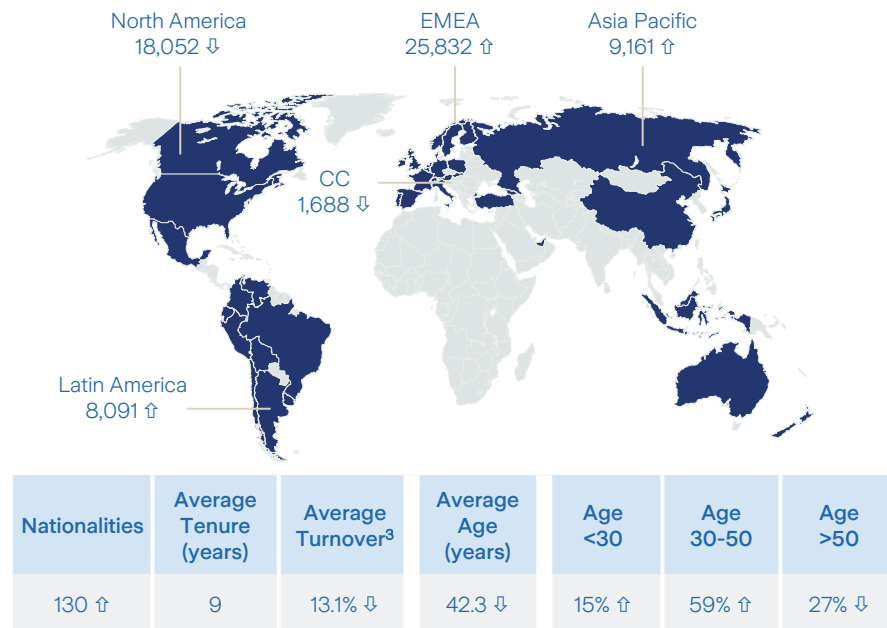 North America
18,052 ⇩
EMEA
25,832 ⇧
Asia Pacific
9,161 ⇧
CC
1,688 ⇩
Latin America
8,091 ⇧
Nationalities
Average
Tenure
(years)
Average
Turnover³
Average
Age
(years)
Age
<30
Age
30-50
Age
>50
130 ⇧
9
13.1% ⇩
42.3 ⇩
15% ⇧
59% ⇧
27% ⇩